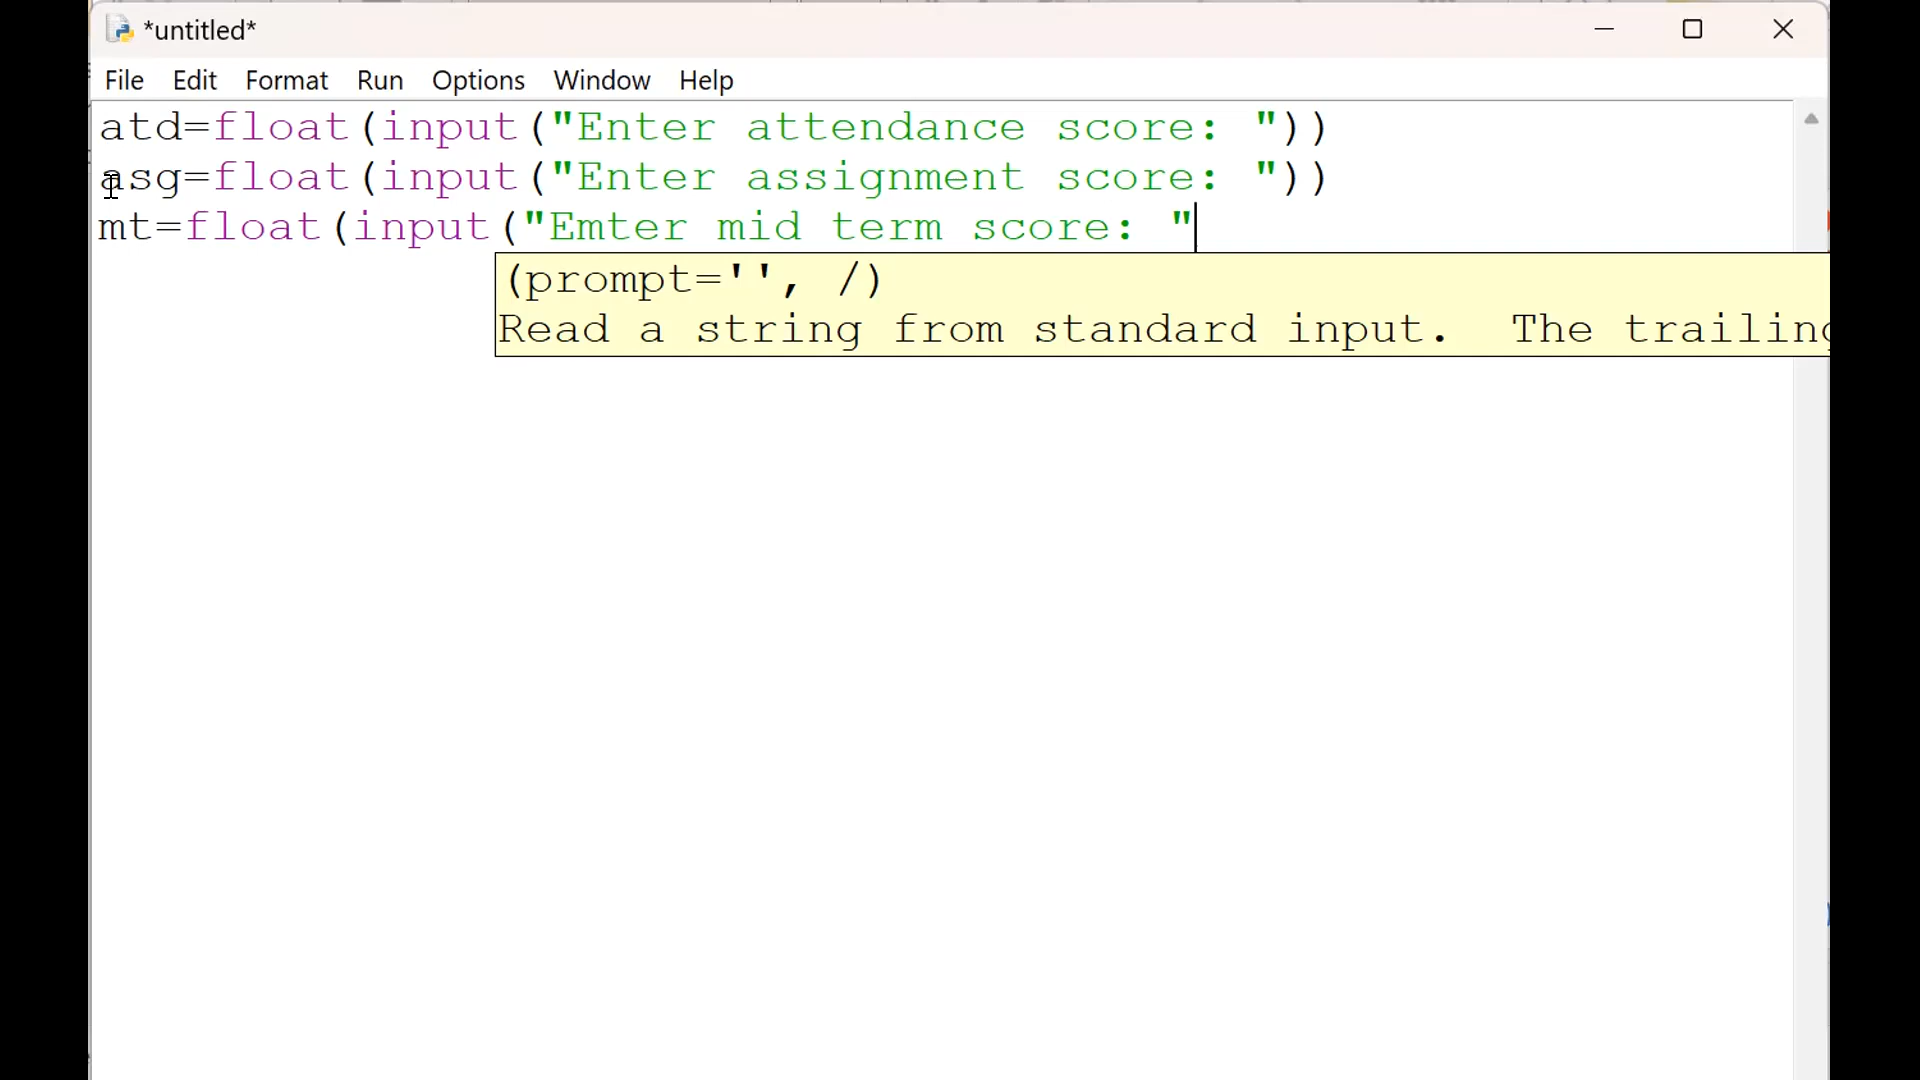 *untitled*
File Edit Format Run Options Window Help
atd=float(input("Enter attendance score: "))
asg=float(input("Enter assignment score: "))
mt=float(input("Emter mid term score: "
(prompt='', /)
Read a string from standard input.  The trailing